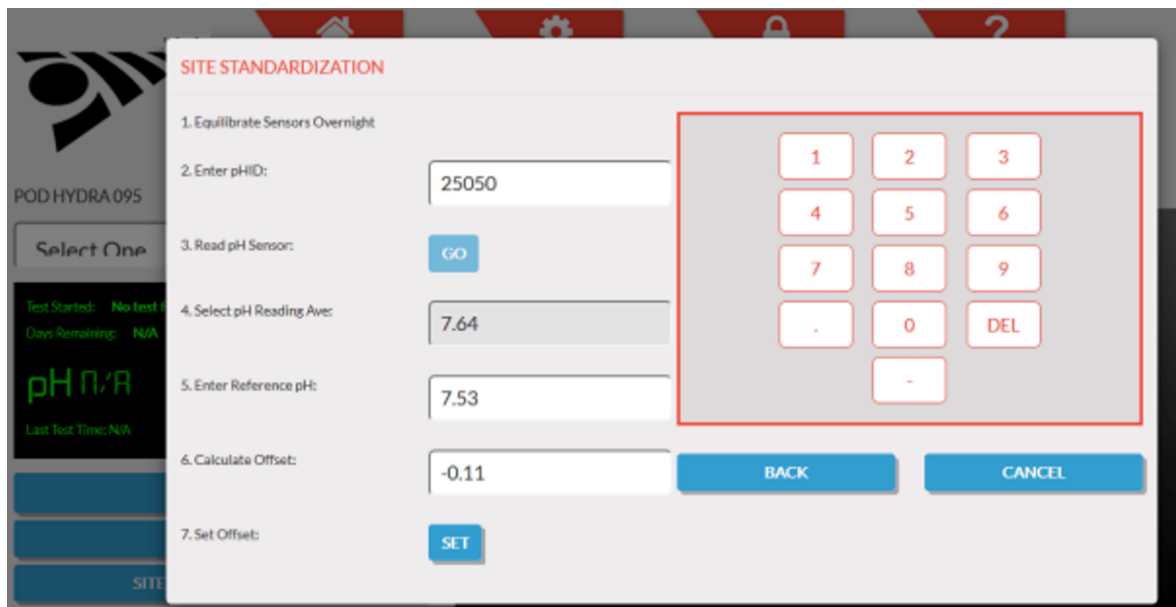 SITE STANDARDIZATION
1. Equilibrate Sensors Overnight
2. Enter pHID:
25050
3. Read pH Sensor:
GO
4. Select pH Reading Ave:
7.64
5. Enter Reference pH:
7.53
6. Calculate Offset:
-0.11
7. Set Offset:
SET
1 2 3
4 5 6
7 8 9
. 0 DEL
-
BACK CANCEL
POD HYDRA 095
Select One
Test Started: No test
Days Remaining: N/A
pH N/A
Last Test Time: N/A
SITE
?